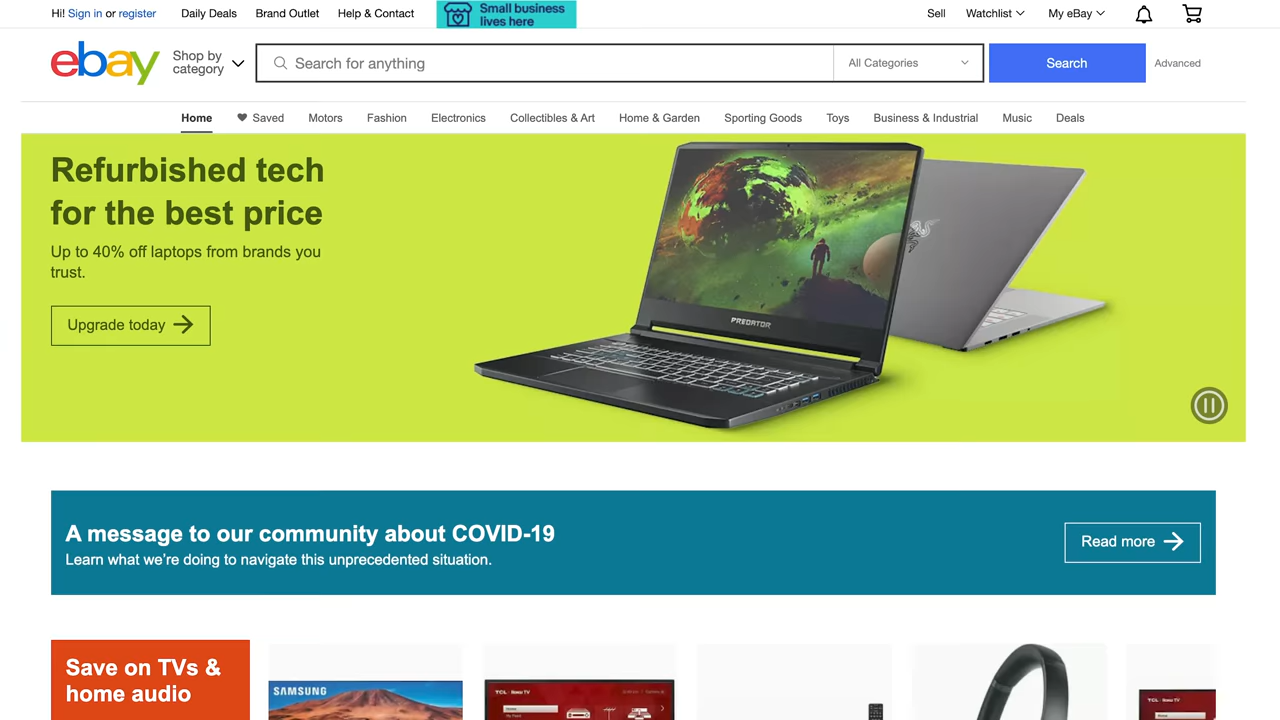 Hi! Sign in or register
Daily Deals
Brand Outlet
Help & Contact
Small business
lives here
Sell
Watchlist
My eBay
ebay
Shop by
category
Search for anything
All Categories
Search
Advanced
Home
Saved
Motors
Fashion
Electronics
Collectibles & Art
Home & Garden
Sporting Goods
Toys
Business & Industrial
Music
Deals
Refurbished tech
for the best price
Up to 40% off laptops from brands you
trust.
Upgrade today
PREDATOR
A message to our community about COVID-19
Learn what we're doing to navigate this unprecedented situation.
Read more
Save on TVs &
home audio
SAMSUNG
TCL Roku TV
TCL Roku TV